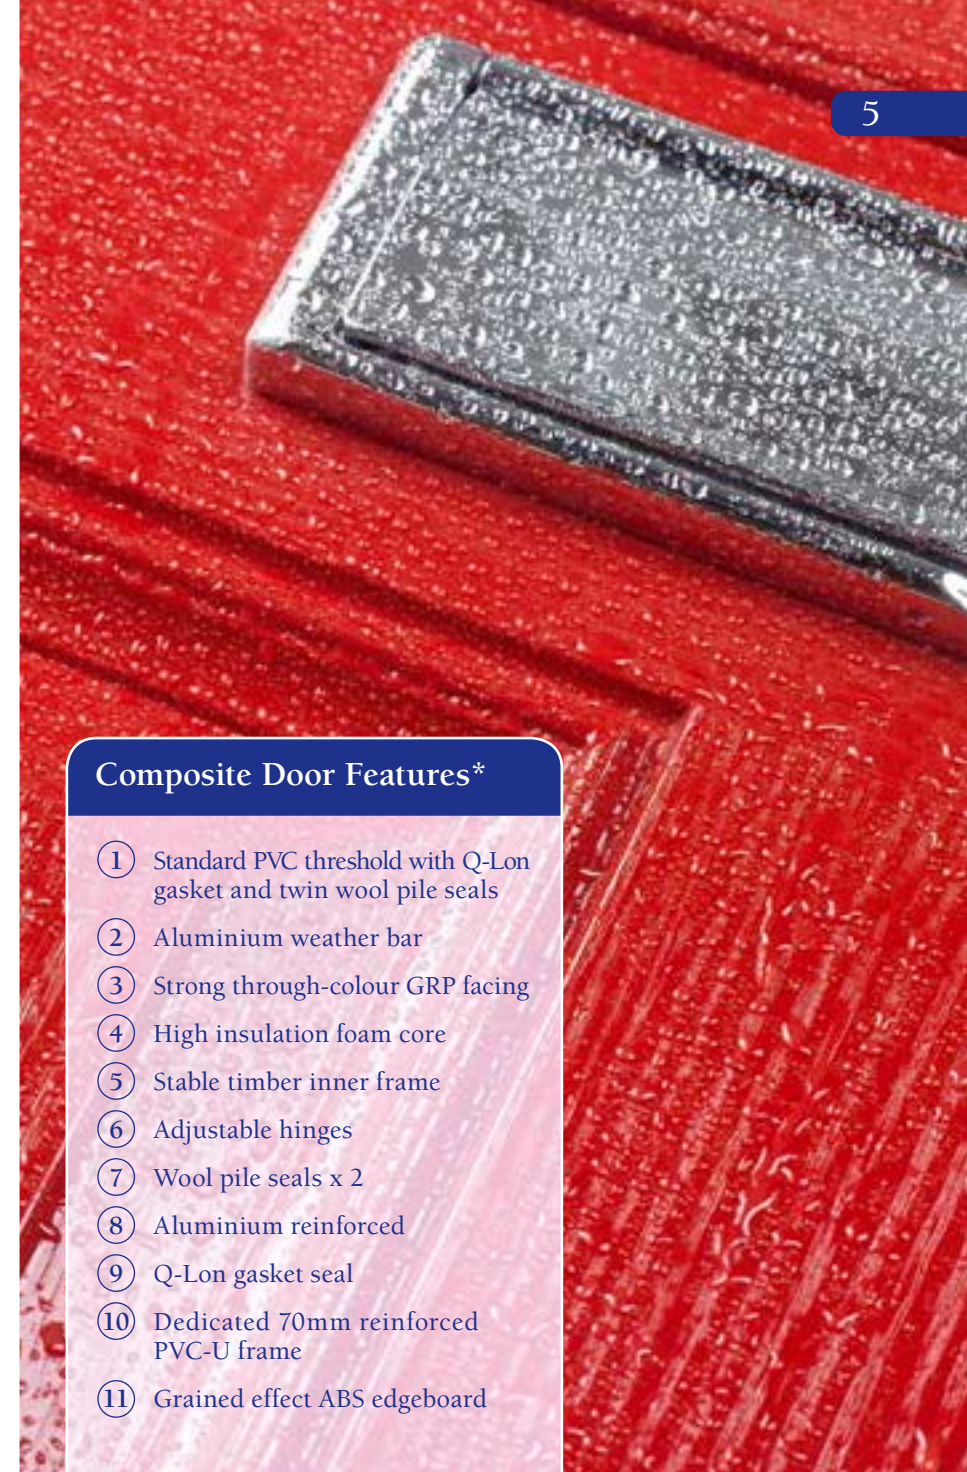 5
Composite Door Features*
1 Standard PVC threshold with Q-Lon
gasket and twin wool pile seals
2 Aluminium weather bar
3 Strong through-colour GRP facing
4 High insulation foam core
5 Stable timber inner frame
6 Adjustable hinges
7 Wool pile seals x 2
8 Aluminium reinforced
9 Q-Lon gasket seal
10 Dedicated 70mm reinforced
PVC-U frame
11 Grained effect ABS edgeboard